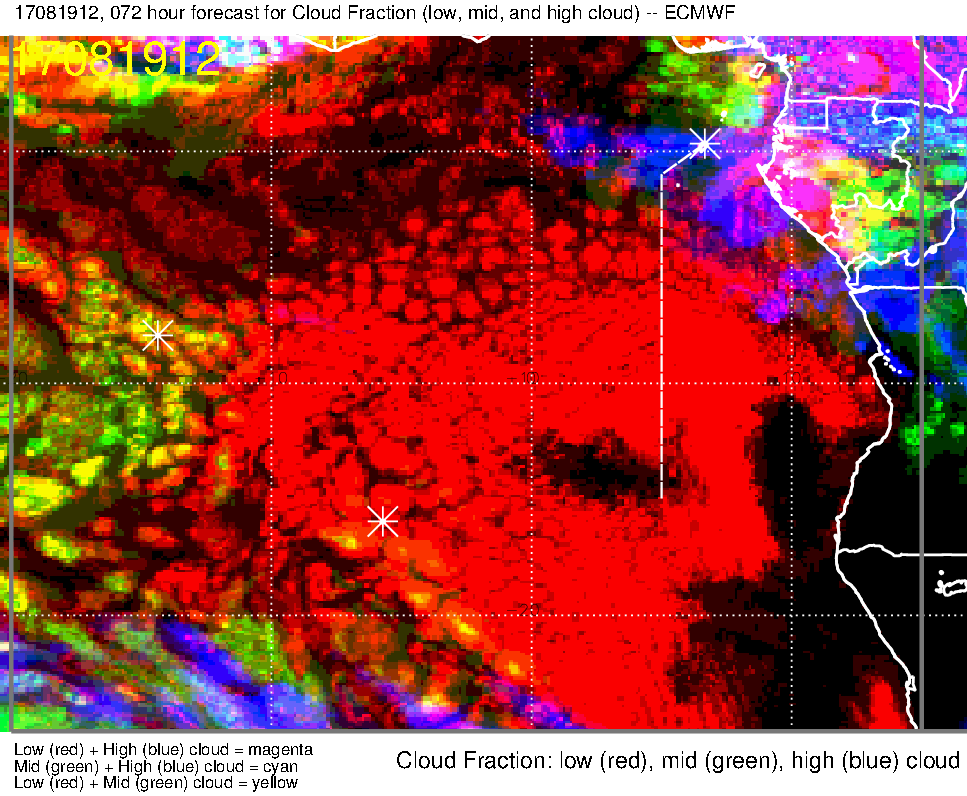 17081912, 072 hour forecast for Cloud Fraction (low, mid, and high cloud) -- ECMWF
17081912
Low (red) + High (blue) cloud = magenta
Mid (green) + High (blue) cloud = cyan
Low (red) + Mid (green) cloud = yellow
Cloud Fraction: low (red), mid (green), high (blue) cloud